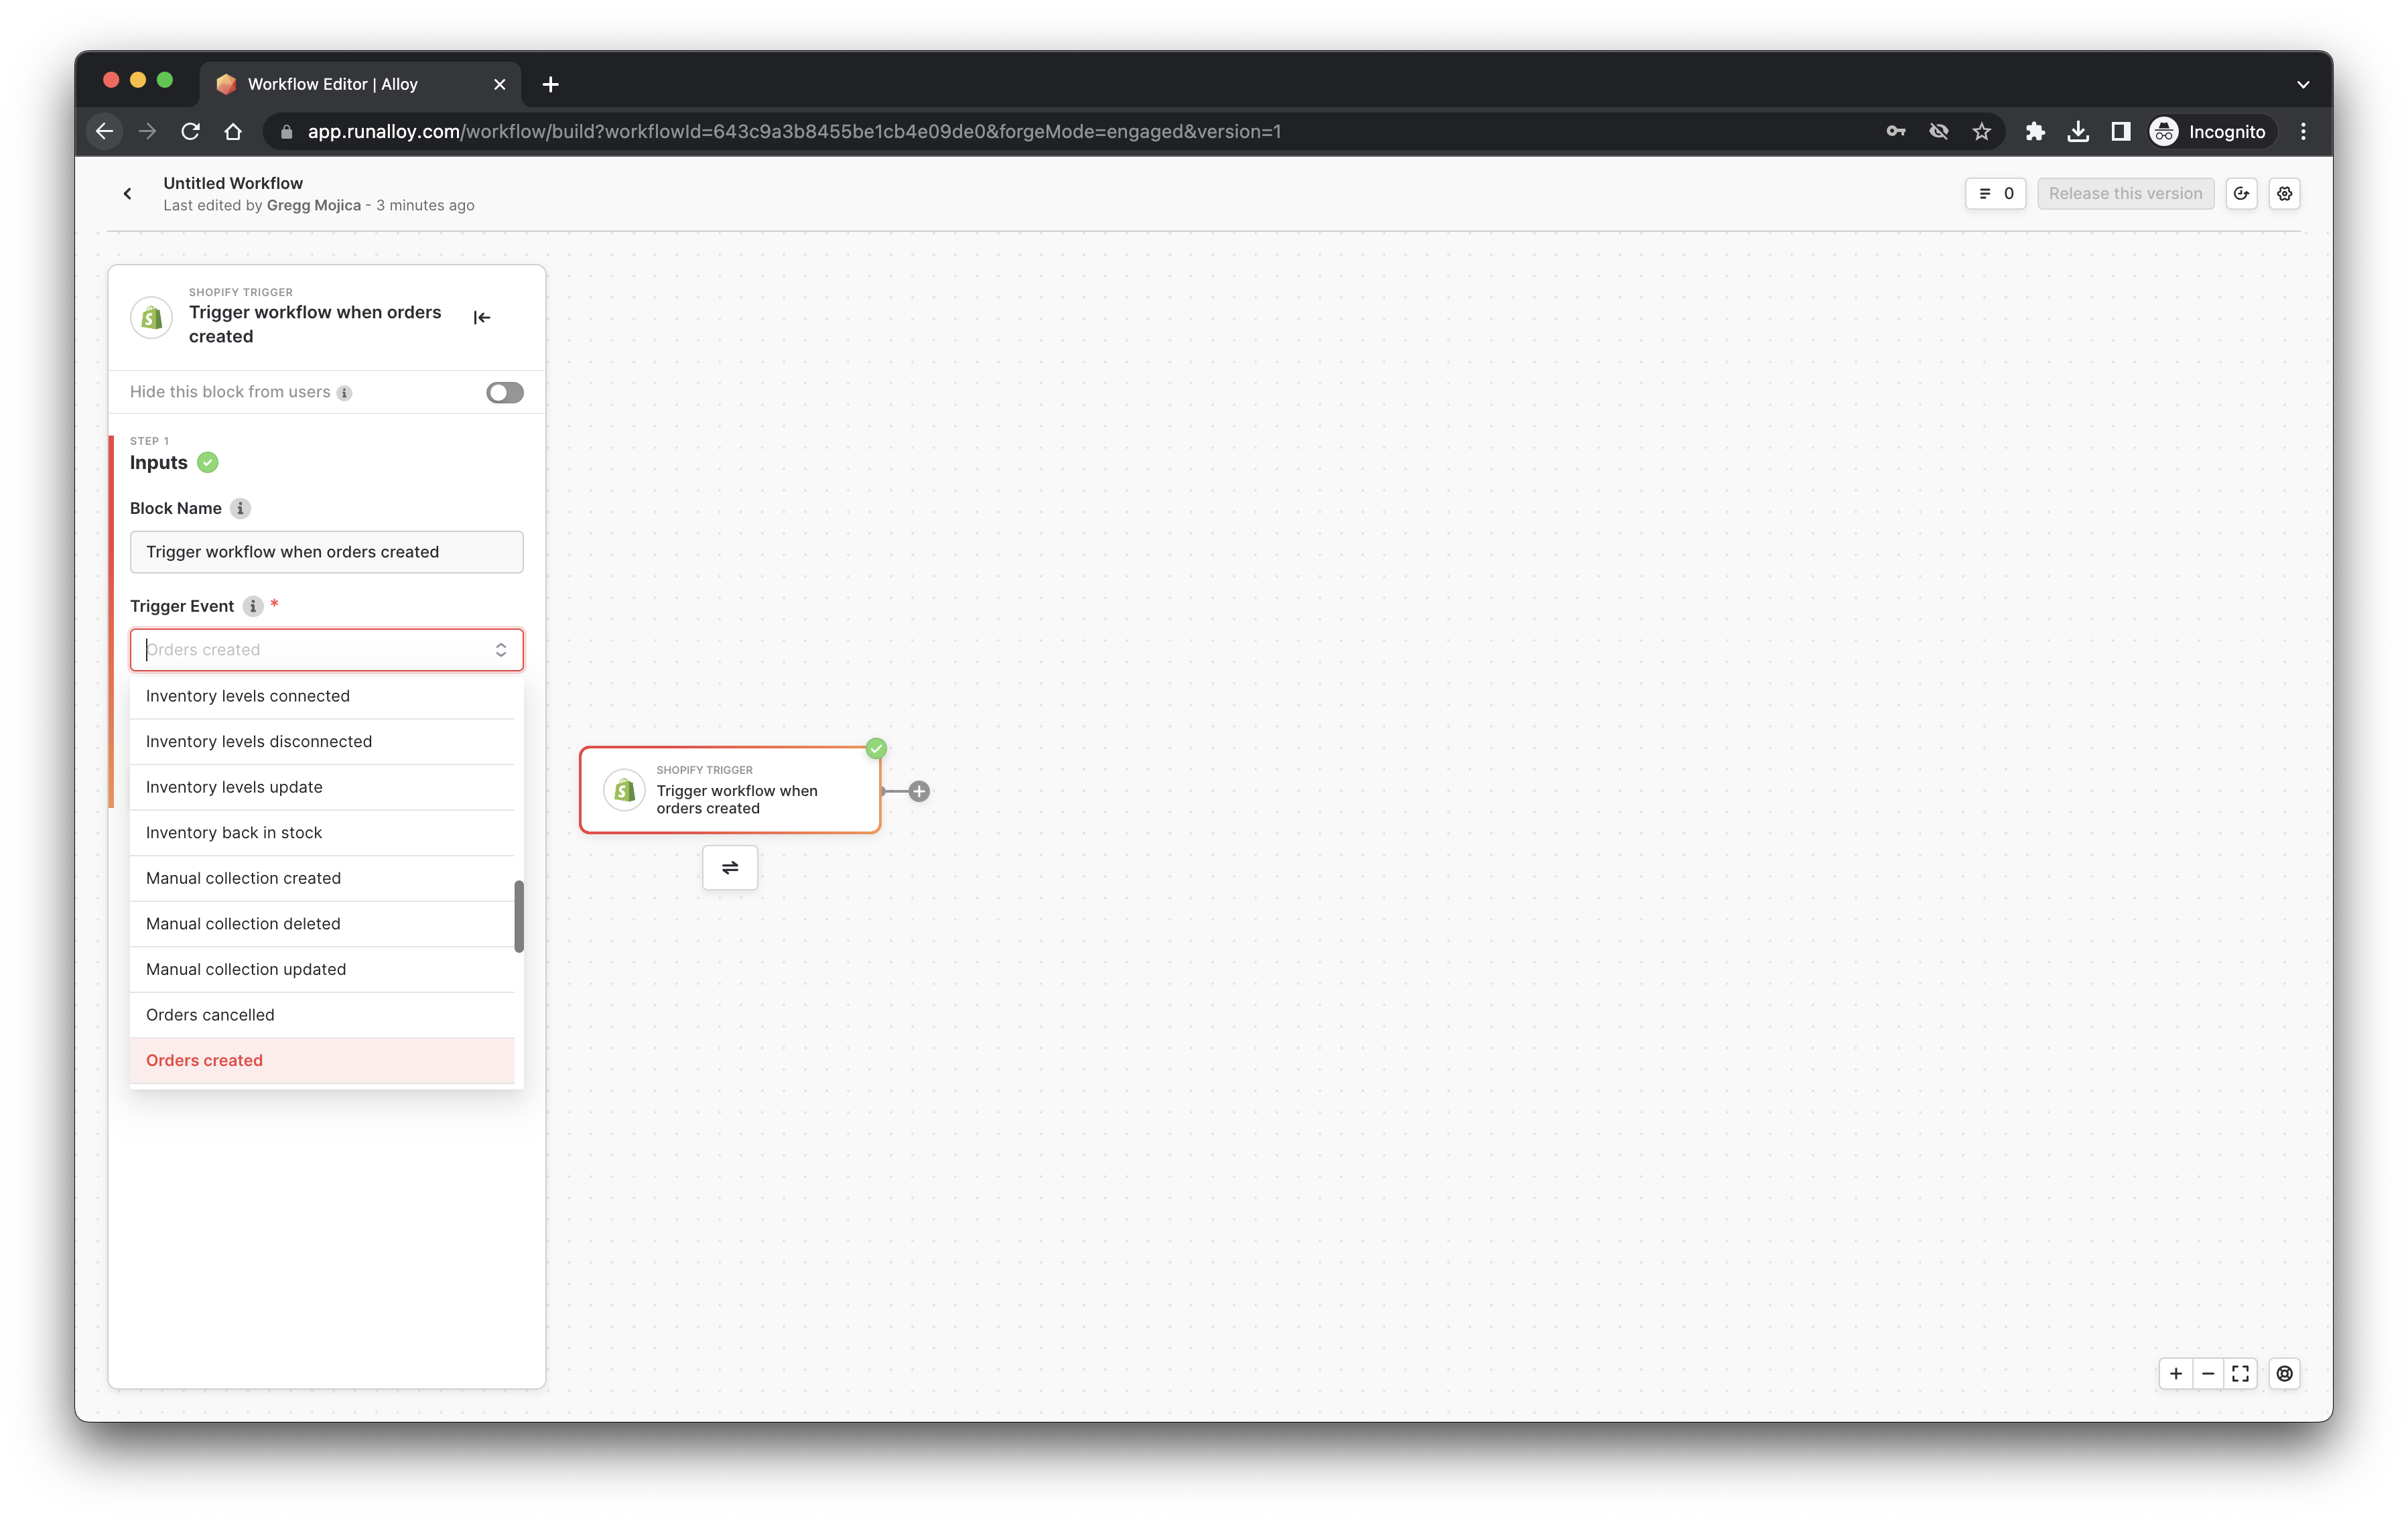 Workflow Editor | Alloy
app.runalloy.com/workflow/build?workflowId=643c9a3b8455be1cb4e09de0&forgeMode=engaged&version=1
Incognito
Untitled Workflow
Last edited by Gregg Mojica - 3 minutes ago
0
Release this version
SHOPIFY TRIGGER
Trigger workflow when orders
created
Hide this block from users
STEP 1
Inputs
Block Name
Trigger workflow when orders created
Trigger Event *
Orders created
Inventory levels connected
Inventory levels disconnected
Inventory levels update
Inventory back in stock
Manual collection created
Manual collection deleted
Manual collection updated
Orders cancelled
Orders created
SHOPIFY TRIGGER
Trigger workflow when
orders created